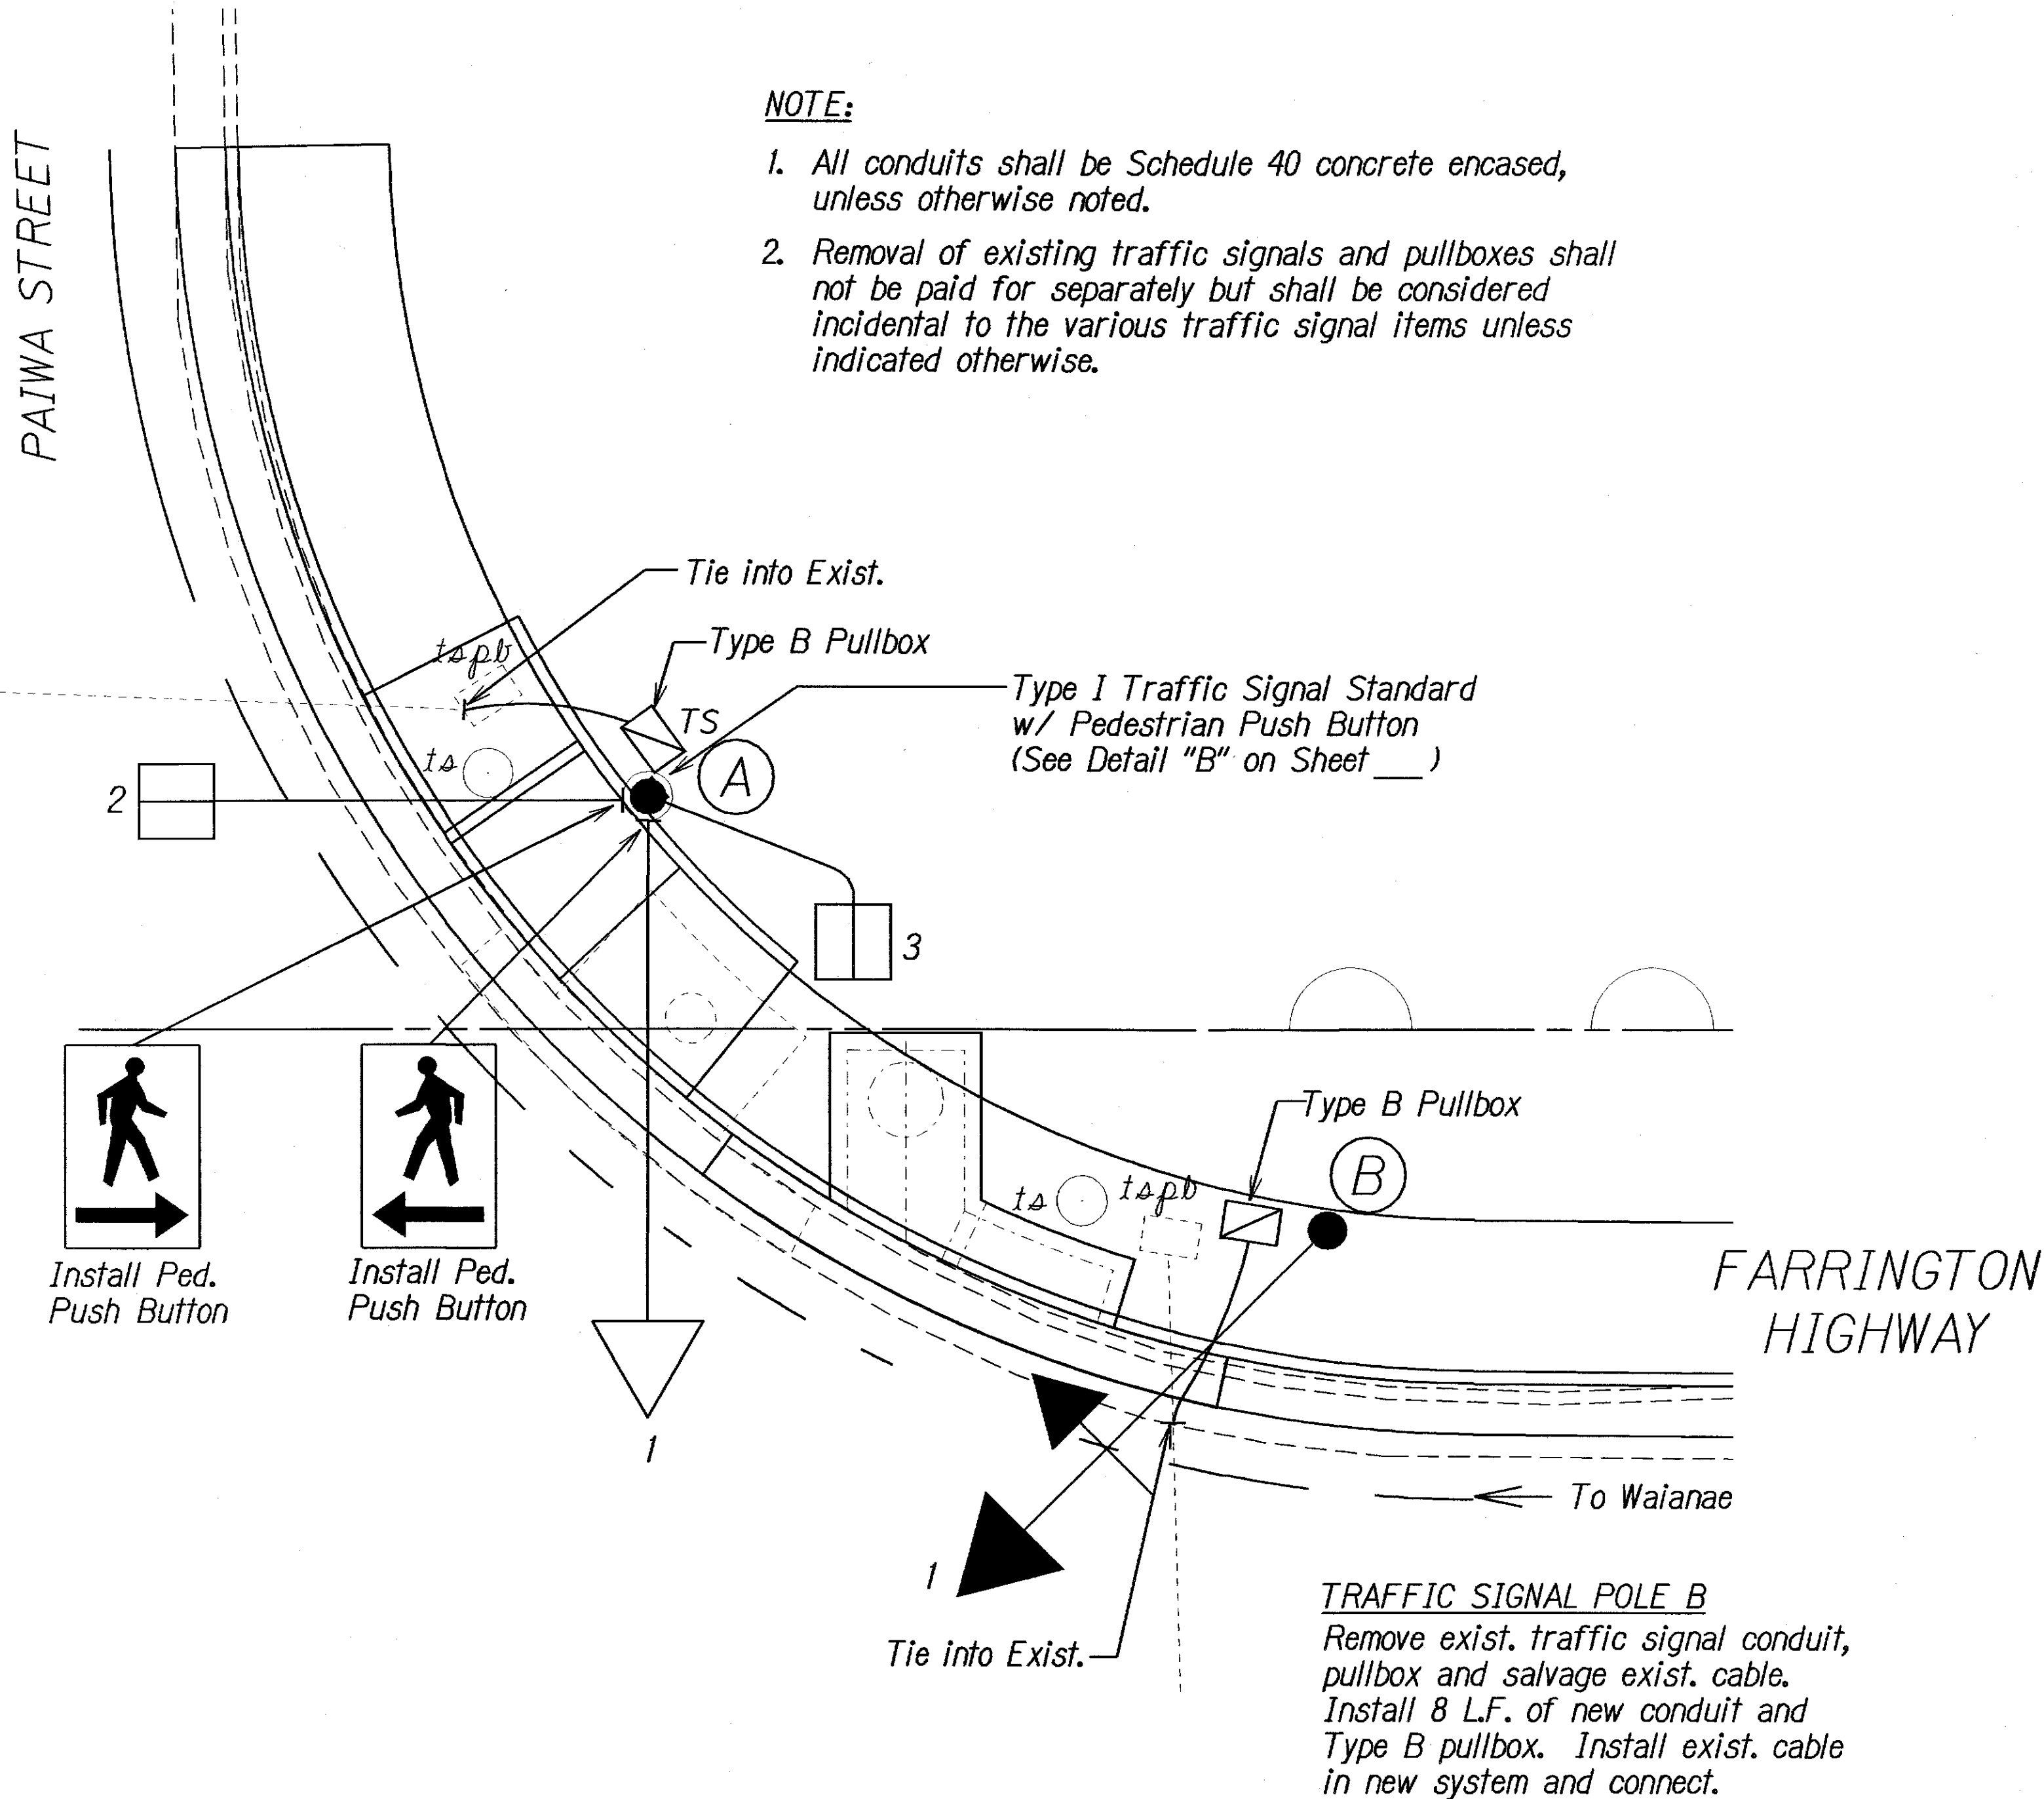 NOTE:
1. All conduits shall be Schedule 40 concrete encased,
unless otherwise noted.
2. Removal of existing traffic signals and pullboxes shall
not be paid for separately but shall be considered
incidental to the various traffic signal items unless
indicated otherwise.
PAIWA STREET
Tie into Exist.
tspb
Type B Pullbox
Type I Traffic Signal Standard
w/ Pedestrian Push Button
(See Detail "B" on Sheet ___ )
TS
A
ts
2
3
Type B Pullbox
B
ts
tspb
Install Ped.
Push Button
Install Ped.
Push Button
FARRINGTON
HIGHWAY
1
To Waianae
1
Tie into Exist.
TRAFFIC SIGNAL POLE B
Remove exist. traffic signal conduit,
pullbox and salvage exist. cable.
Install 8 L.F. of new conduit and
Type B pullbox. Install exist. cable
in new system and connect.